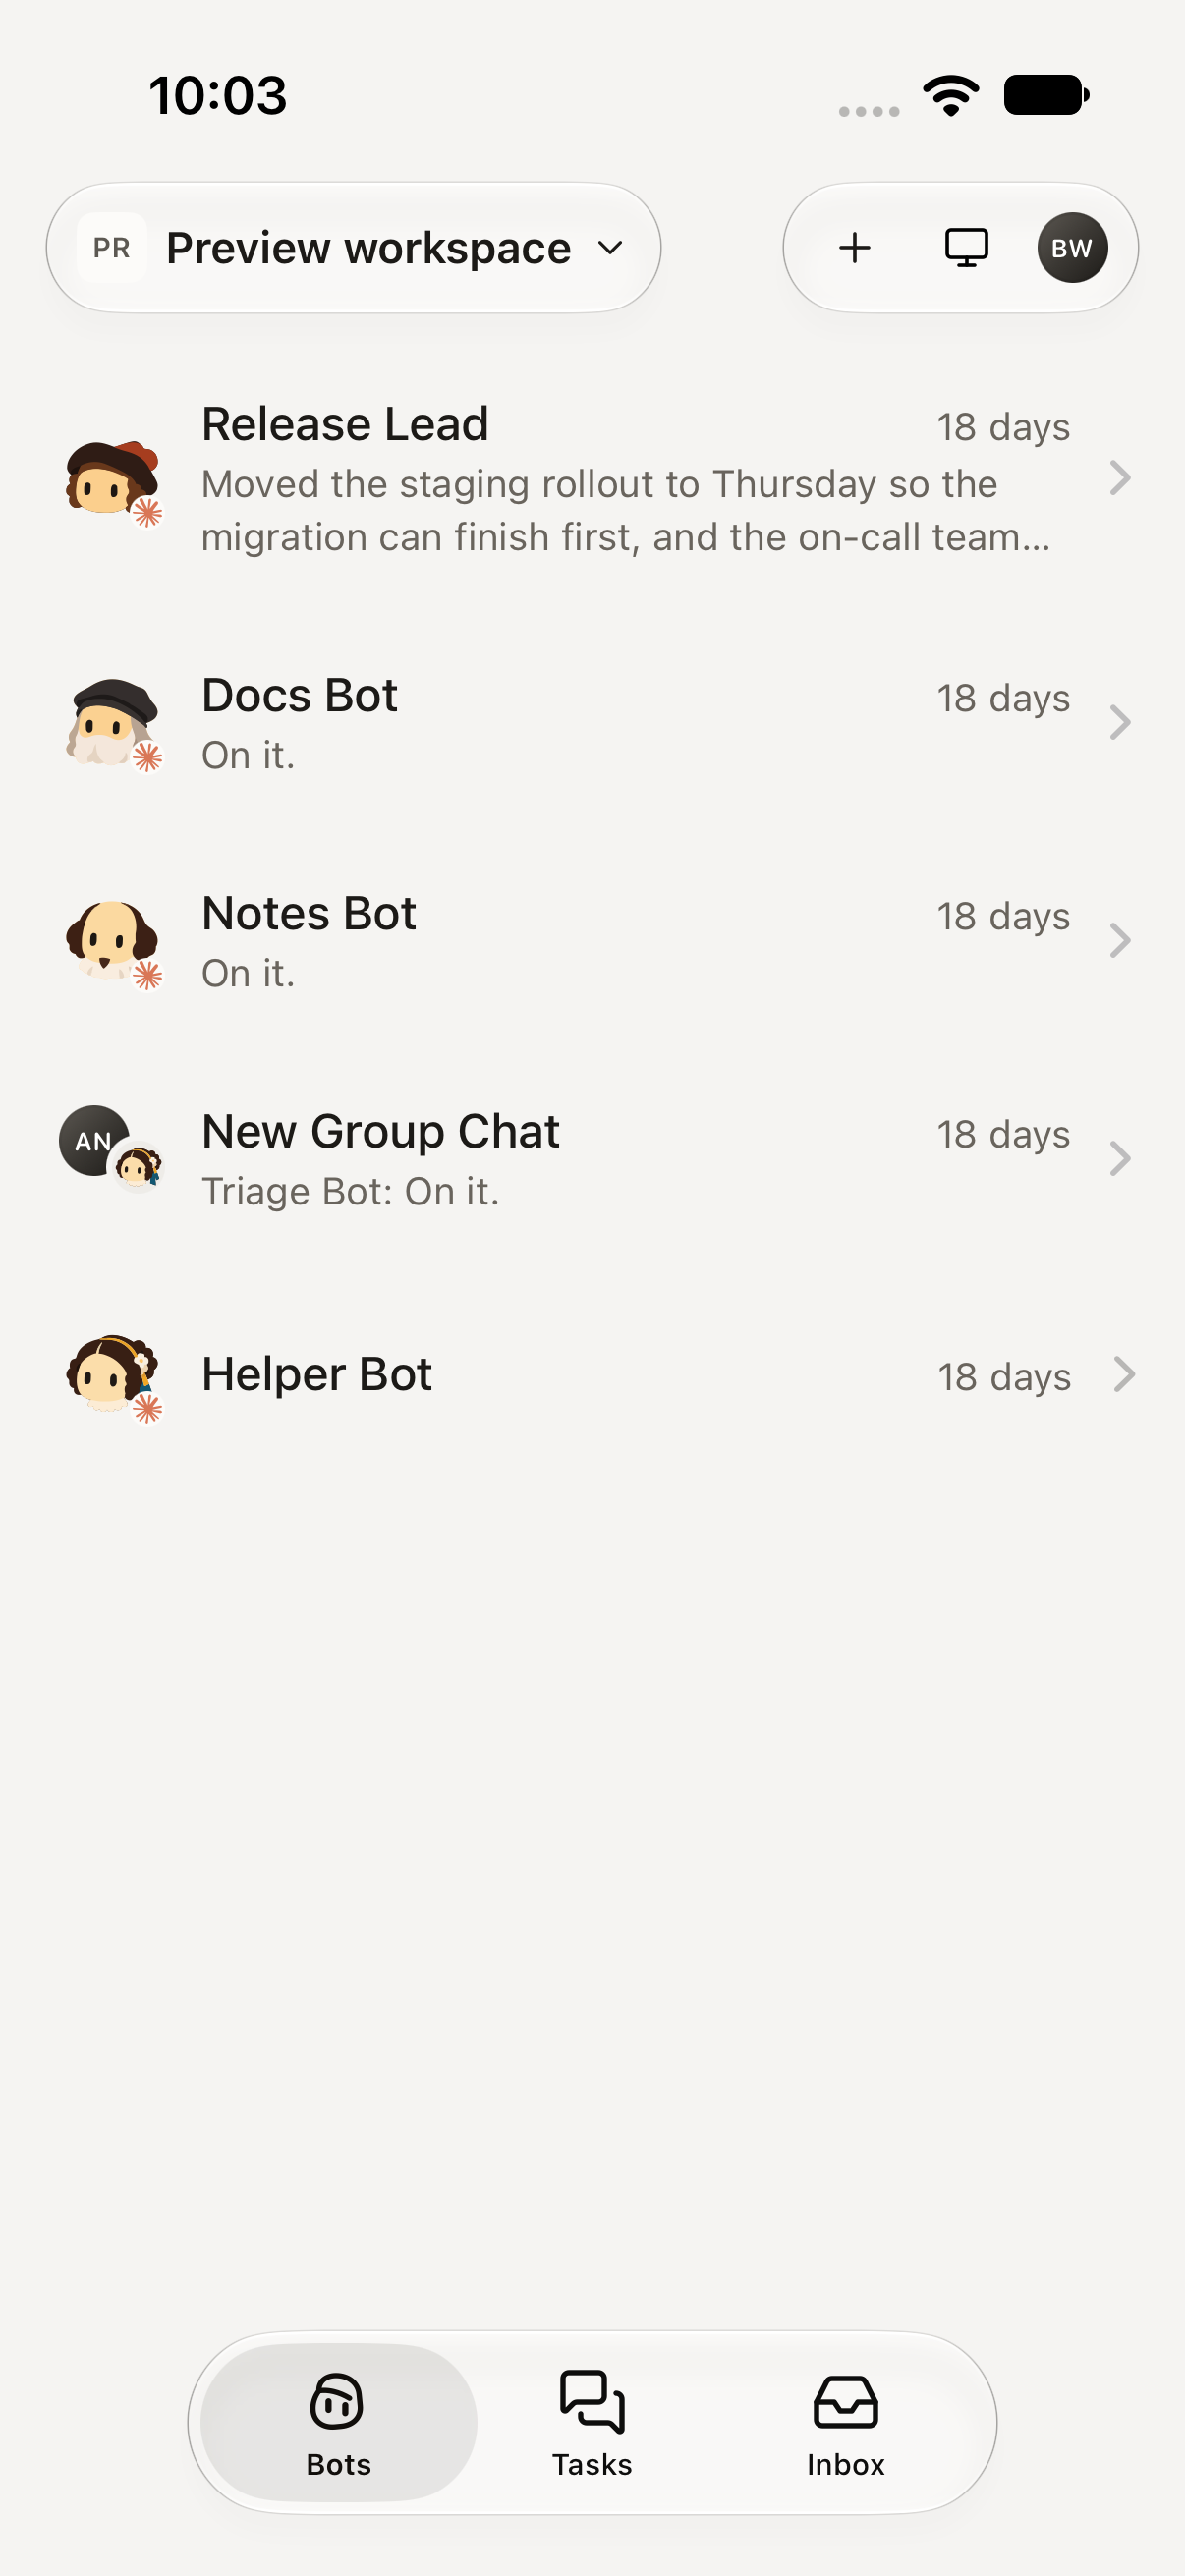 10:03
PR Preview workspace
BW
Release Lead 18 days
Moved the staging rollout to Thursday so the
migration can finish first, and the on-call team...
Docs Bot 18 days
On it.
Notes Bot 18 days
On it.
AN
New Group Chat 18 days
Triage Bot: On it.
Helper Bot 18 days
Bots Tasks Inbox